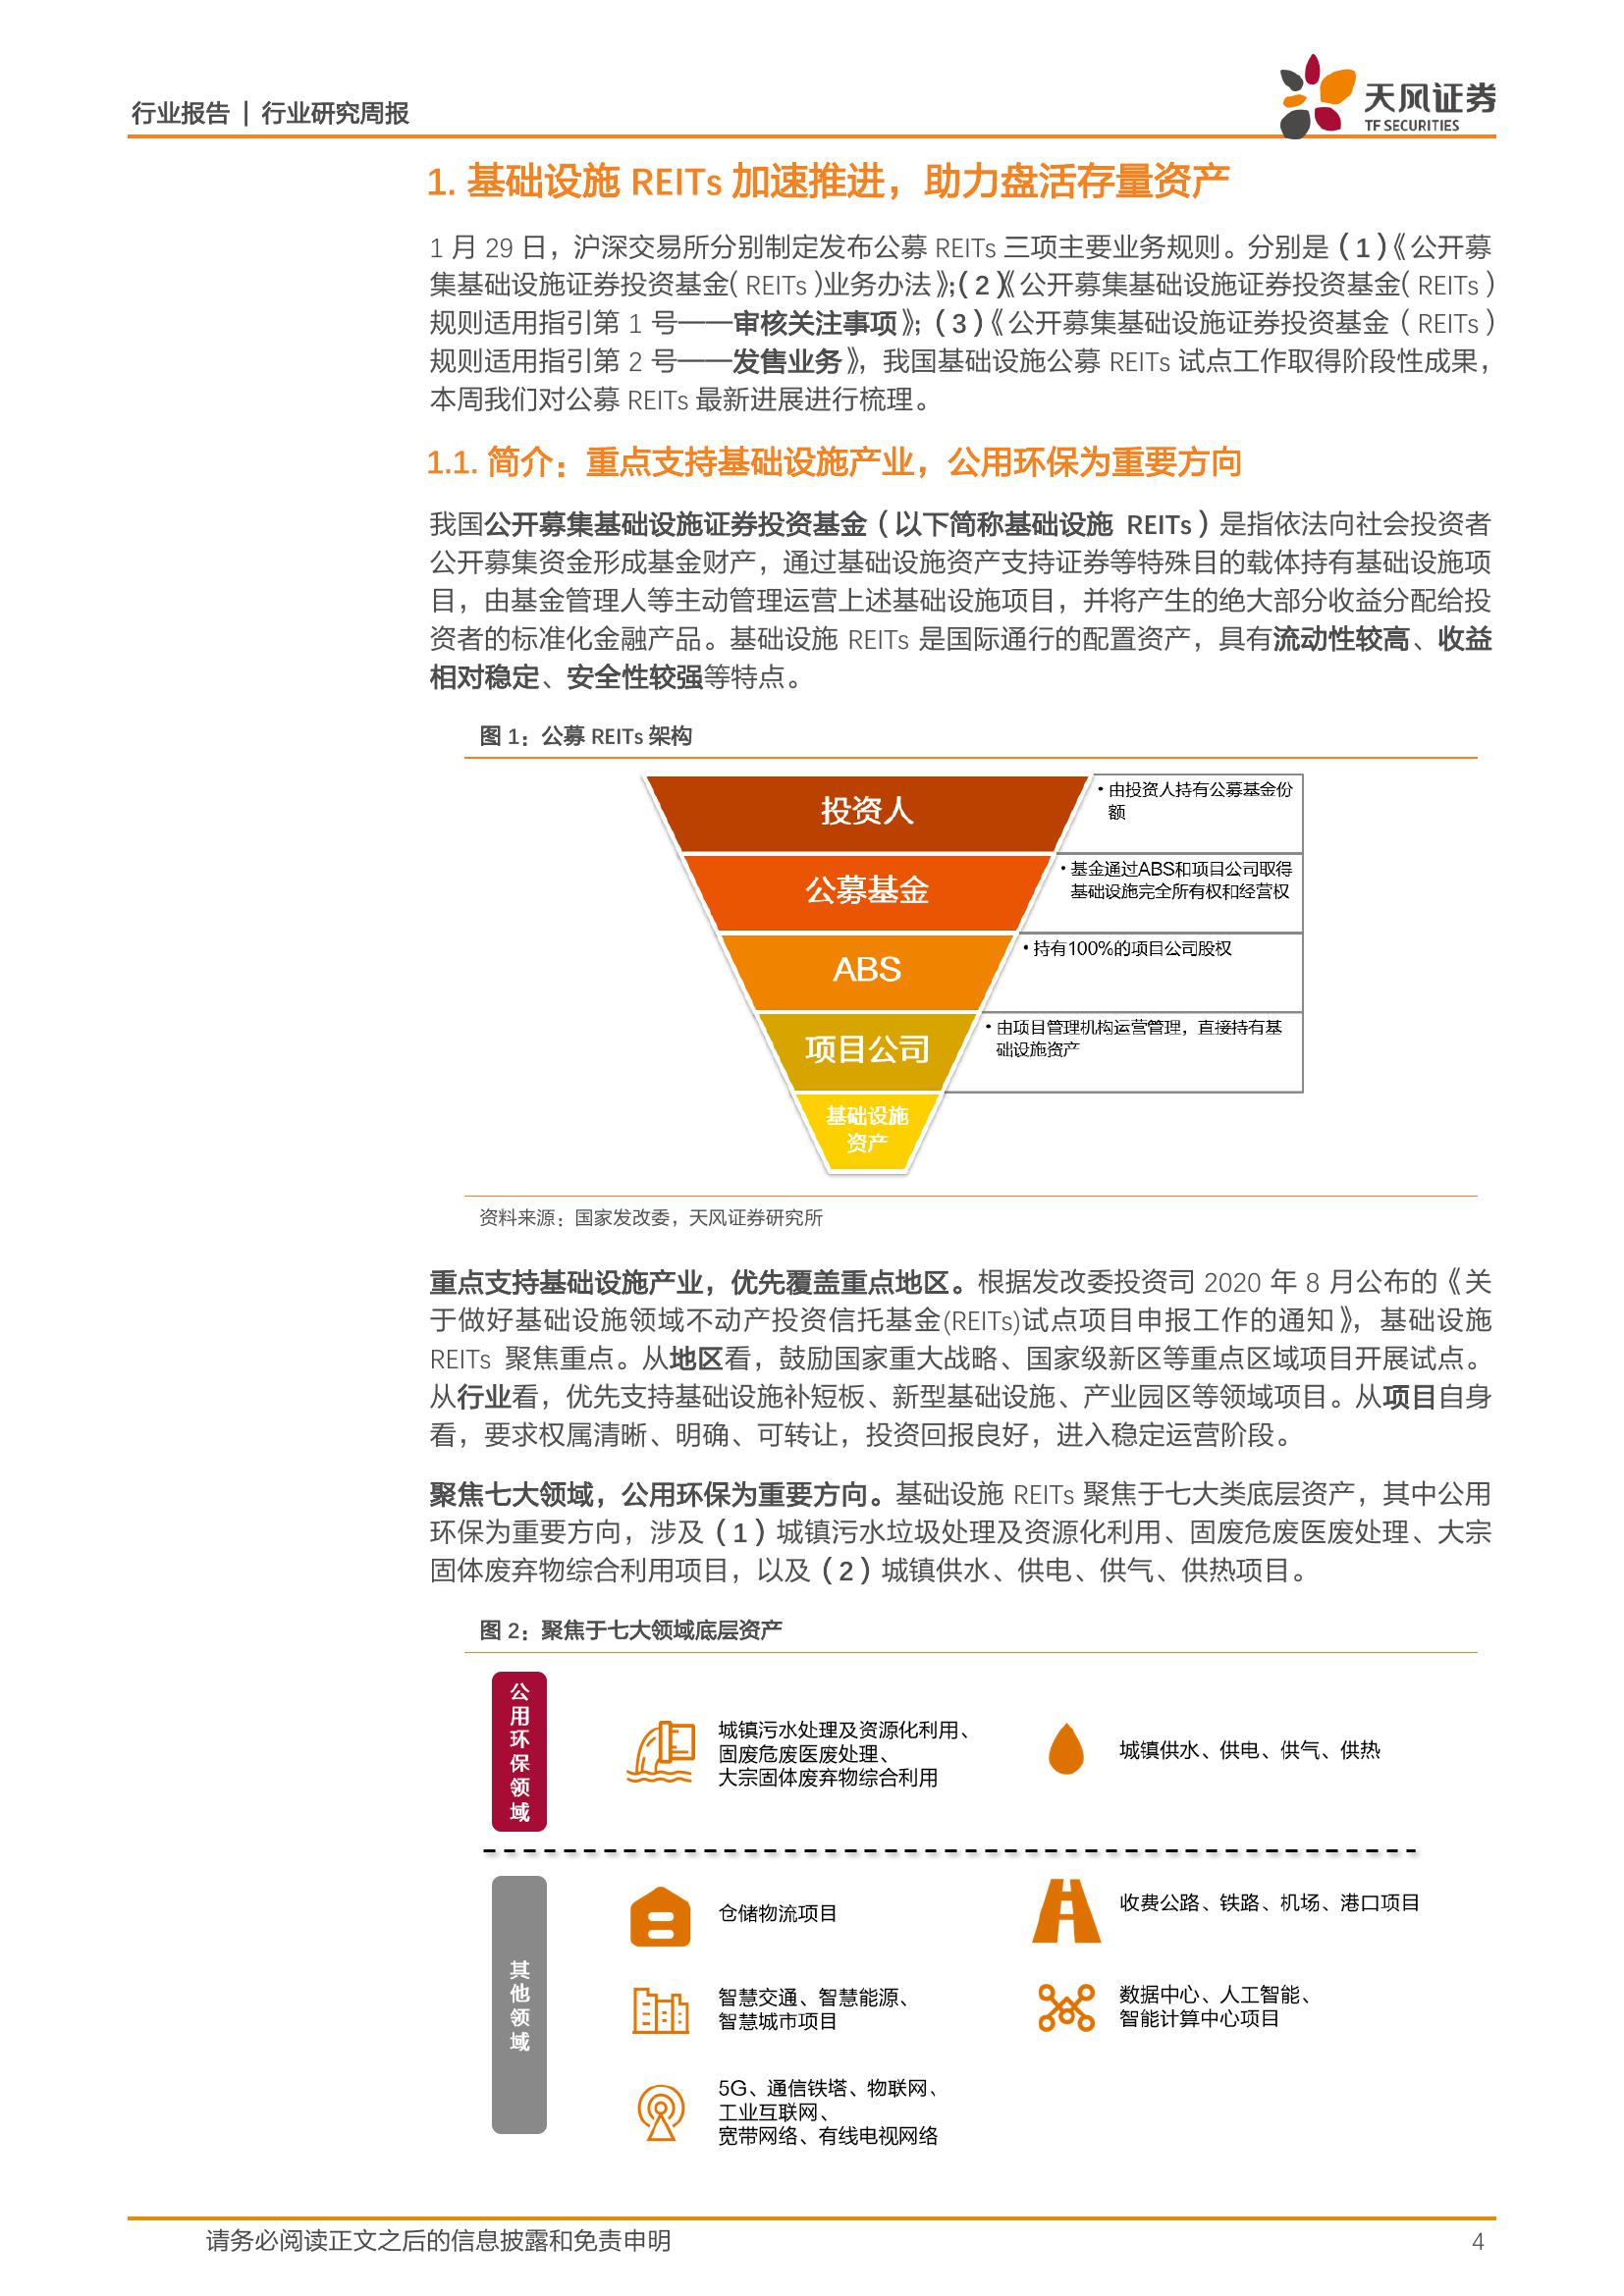 行业报告 | 行业研究周报
天风证券
TF SECURITIES
1. 基础设施 REITs 加速推进，助力盘活存量资产
1 月 29 日，沪深交易所分别制定发布公募 REITs 三项主要业务规则。分别是（1）《公开募
集基础设施证券投资基金（REITs）业务办法》；（2）《公开募集基础设施证券投资基金（REITs）
规则适用指引第 1 号——审核关注事项》；（3）《公开募集基础设施证券投资基金（REITs）
规则适用指引第 2 号——发售业务》，我国基础设施公募 REITs 试点工作取得阶段性成果，
本周我们对公募 REITs 最新进展进行梳理。
1.1. 简介：重点支持基础设施产业，公用环保为重要方向
我国公开募集基础设施证券投资基金（以下简称基础设施 REITs）是指依法向社会投资者
公开募集资金形成基金财产，通过基础设施资产支持证券等特殊目的载体持有基础设施项
目，由基金管理人等主动管理运营上述基础设施项目，并将产生的绝大部分收益分配给投
资者的标准化金融产品。基础设施 REITs 是国际通行的配置资产，具有流动性较高、收益
相对稳定、安全性较强等特点。
图 1：公募 REITs 架构
投资人
•由投资人持有公募基金份
额
公募基金
•基金通过ABS和项目公司取得
基础设施完全所有权和经营权
ABS
•持有100%的项目公司股权
项目公司
•由项目管理机构运营管理，直接持有基
础设施资产
基础设施
资产
资料来源：国家发改委，天风证券研究所
重点支持基础设施产业，优先覆盖重点地区。根据发改委投资司 2020 年 8 月公布的《关
于做好基础设施领域不动产投资信托基金(REITs)试点项目申报工作的通知》，基础设施
REITs 聚焦重点。从地区看，鼓励国家重大战略、国家级新区等重点区域项目开展试点。
从行业看，优先支持基础设施补短板、新型基础设施、产业园区等领域项目。从项目自身
看，要求权属清晰、明确、可转让，投资回报良好，进入稳定运营阶段。
聚焦七大领域，公用环保为重要方向。基础设施 REITs 聚焦于七大类底层资产，其中公用
环保为重要方向，涉及（1）城镇污水垃圾处理及资源化利用、固废危废医废处理、大宗
固体废弃物综合利用项目，以及（2）城镇供水、供电、供气、供热项目。
图 2：聚焦于七大领域底层资产
公用环保领域
城镇污水处理及资源化利用、
固废危废医废处理、
大宗固体废弃物综合利用
城镇供水、供电、供气、供热
其他领域
仓储物流项目
收费公路、铁路、机场、港口项目
智慧交通、智慧能源、
智慧城市项目
数据中心、人工智能、
智能计算中心项目
5G、通信铁塔、物联网、
工业互联网、
宽带网络、有线电视网络
请务必阅读正文之后的信息披露和免责申明
4